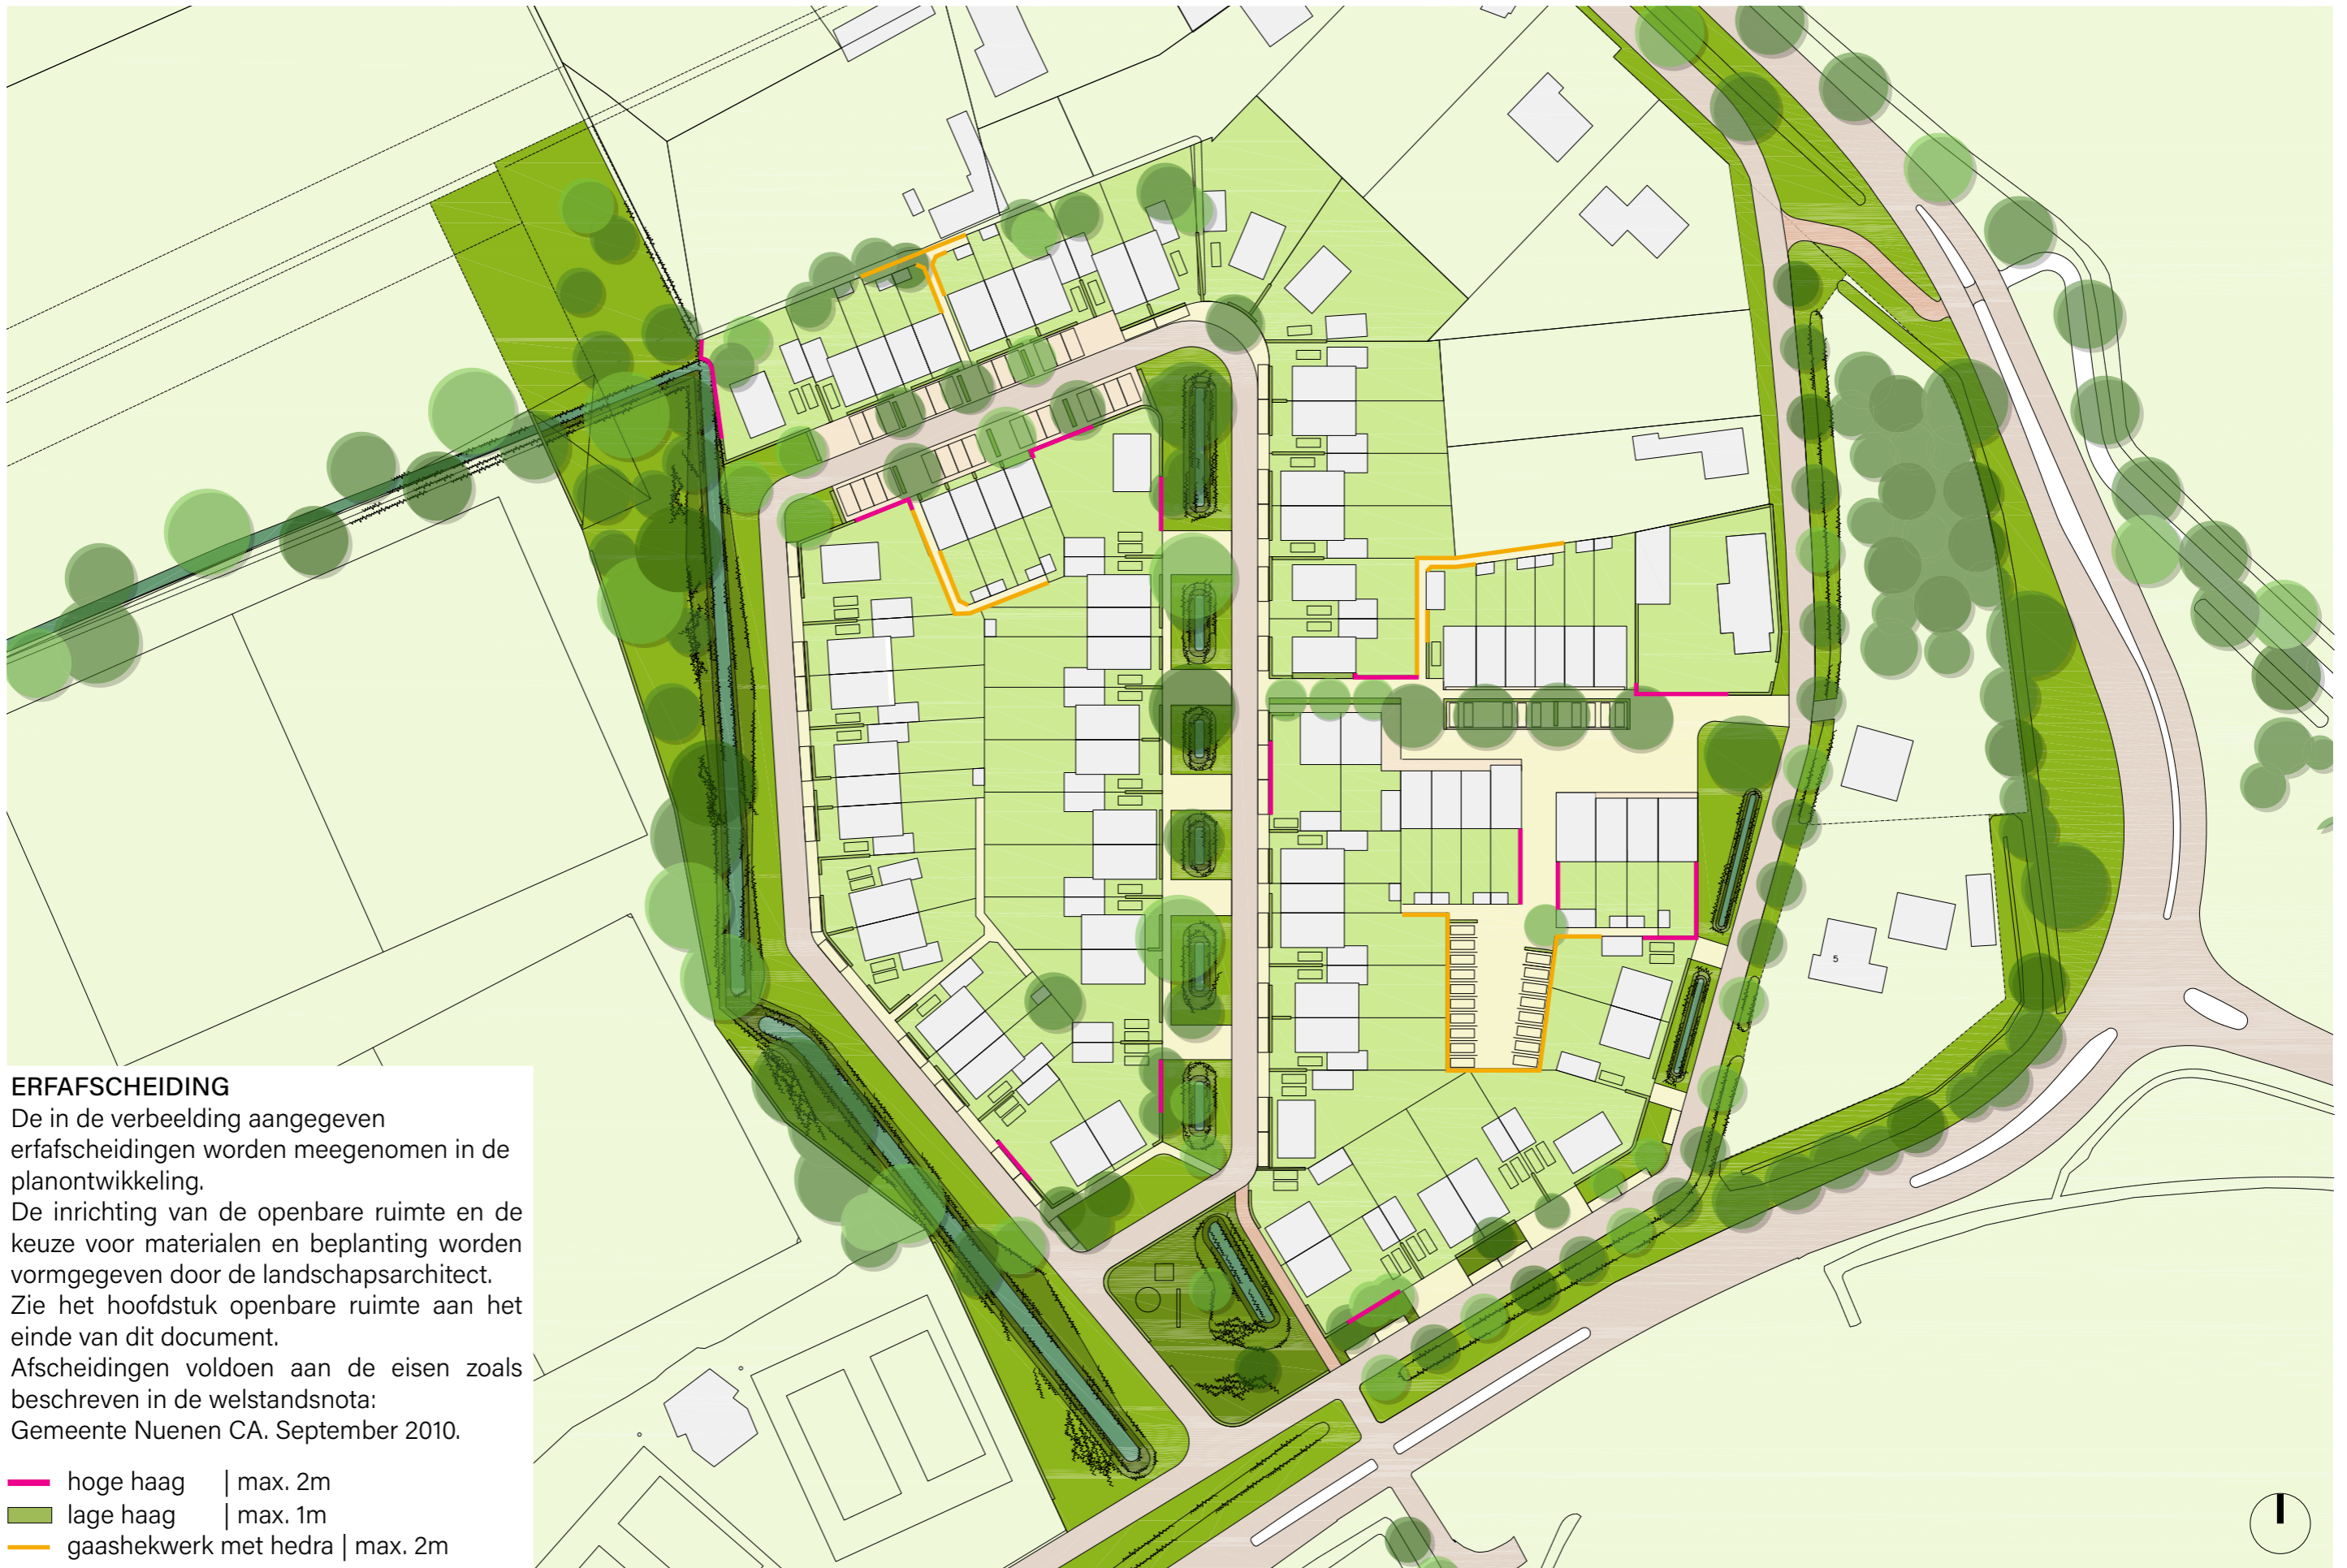 5
ERFAFSCHEIDING
De in de verbeelding aangegeven
erfafscheidingen worden meegenomen in de
planontwikkeling.
De inrichting van de openbare ruimte en de
keuze voor materialen en beplanting worden
vormgegeven door de landschapsarchitect.
Zie het hoofdstuk openbare ruimte aan het
einde van dit document.
Afscheidingen voldoen aan de eisen zoals
beschreven in de welstandsnota:
Gemeente Nuenen CA. September 2010.
hoge haag | max. 2m
lage haag | max. 1m
gaashekwerk met hedra | max. 2m